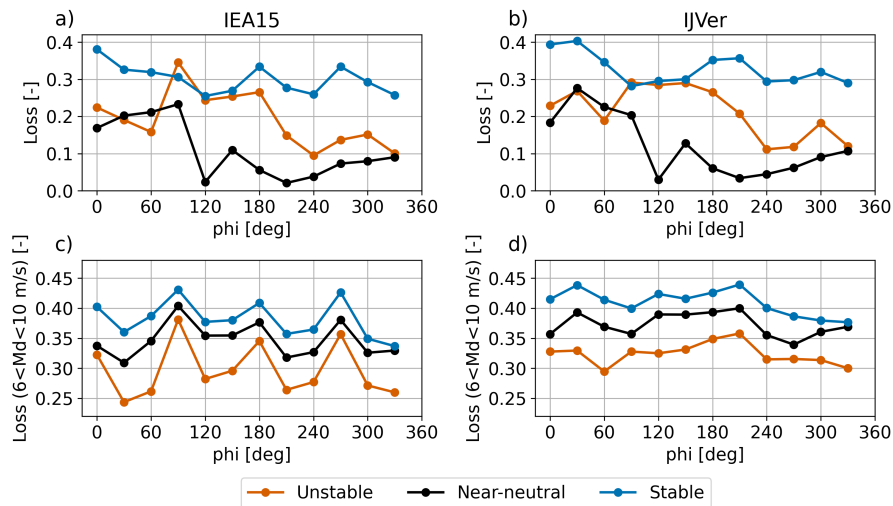 a) IEA15
b) IJVer
Loss [-]
0.4
0.3
0.2
0.1
0.0
0 60 120 180 240 300 360
phi [deg]
Loss [-]
0.4
0.3
0.2
0.1
0.0
0 60 120 180 240 300 360
phi [deg]
c)
Loss (6<Md<10 m/s) [-]
0.45
0.40
0.35
0.30
0.25
0 60 120 180 240 300 360
phi [deg]
d)
Loss (6<Md<10 m/s) [-]
0.45
0.40
0.35
0.30
0.25
0 60 120 180 240 300 360
phi [deg]
Unstable Near-neutral Stable